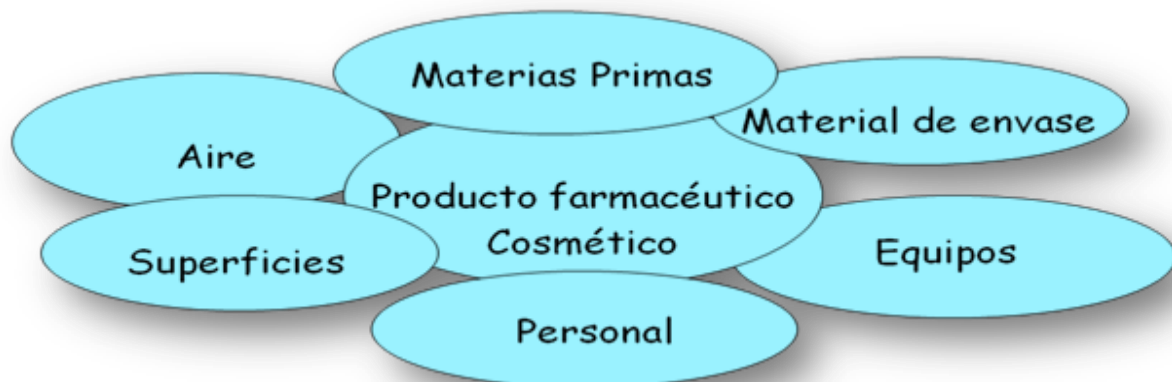 Materias Primas
Material de envase
Aire
Producto farmacéutico
Cosmético
Superficies
Equipos
Personal